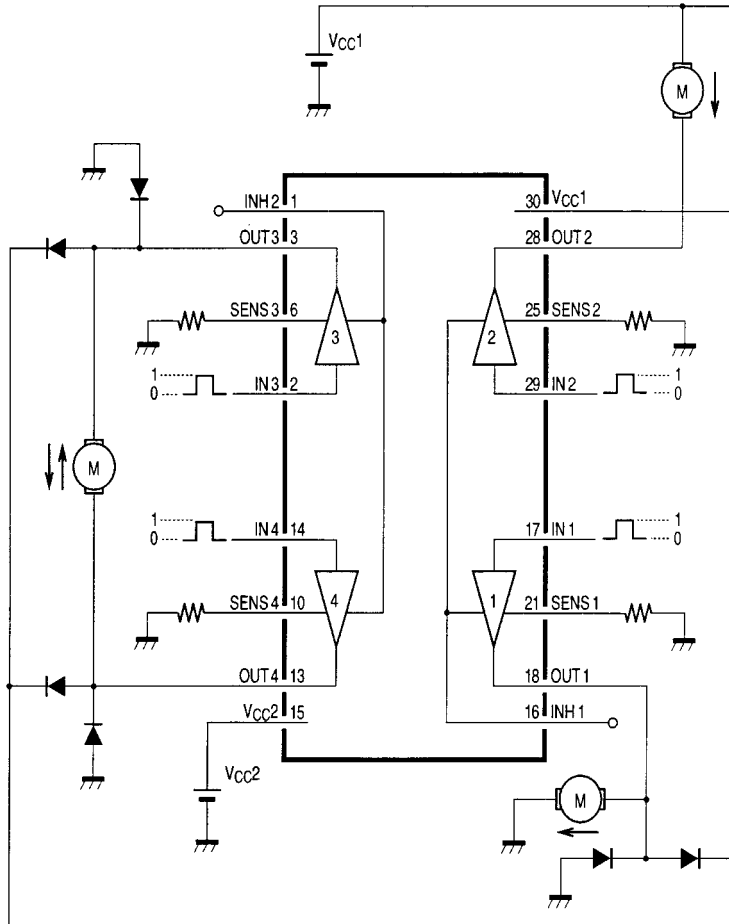 VCC1
M
INH2 1
30 VCC1
OUT3 3
28 OUT2
SENS3 6
25 SENS2
3
2
IN3 2
29 IN2
1
0
1
0
M
1
0
1
0
IN4 14
17 IN1
SENS4 10
4
1
21 SENS1
OUT4 13
18 OUT1
VCC2 15
16 INH1
VCC2
M